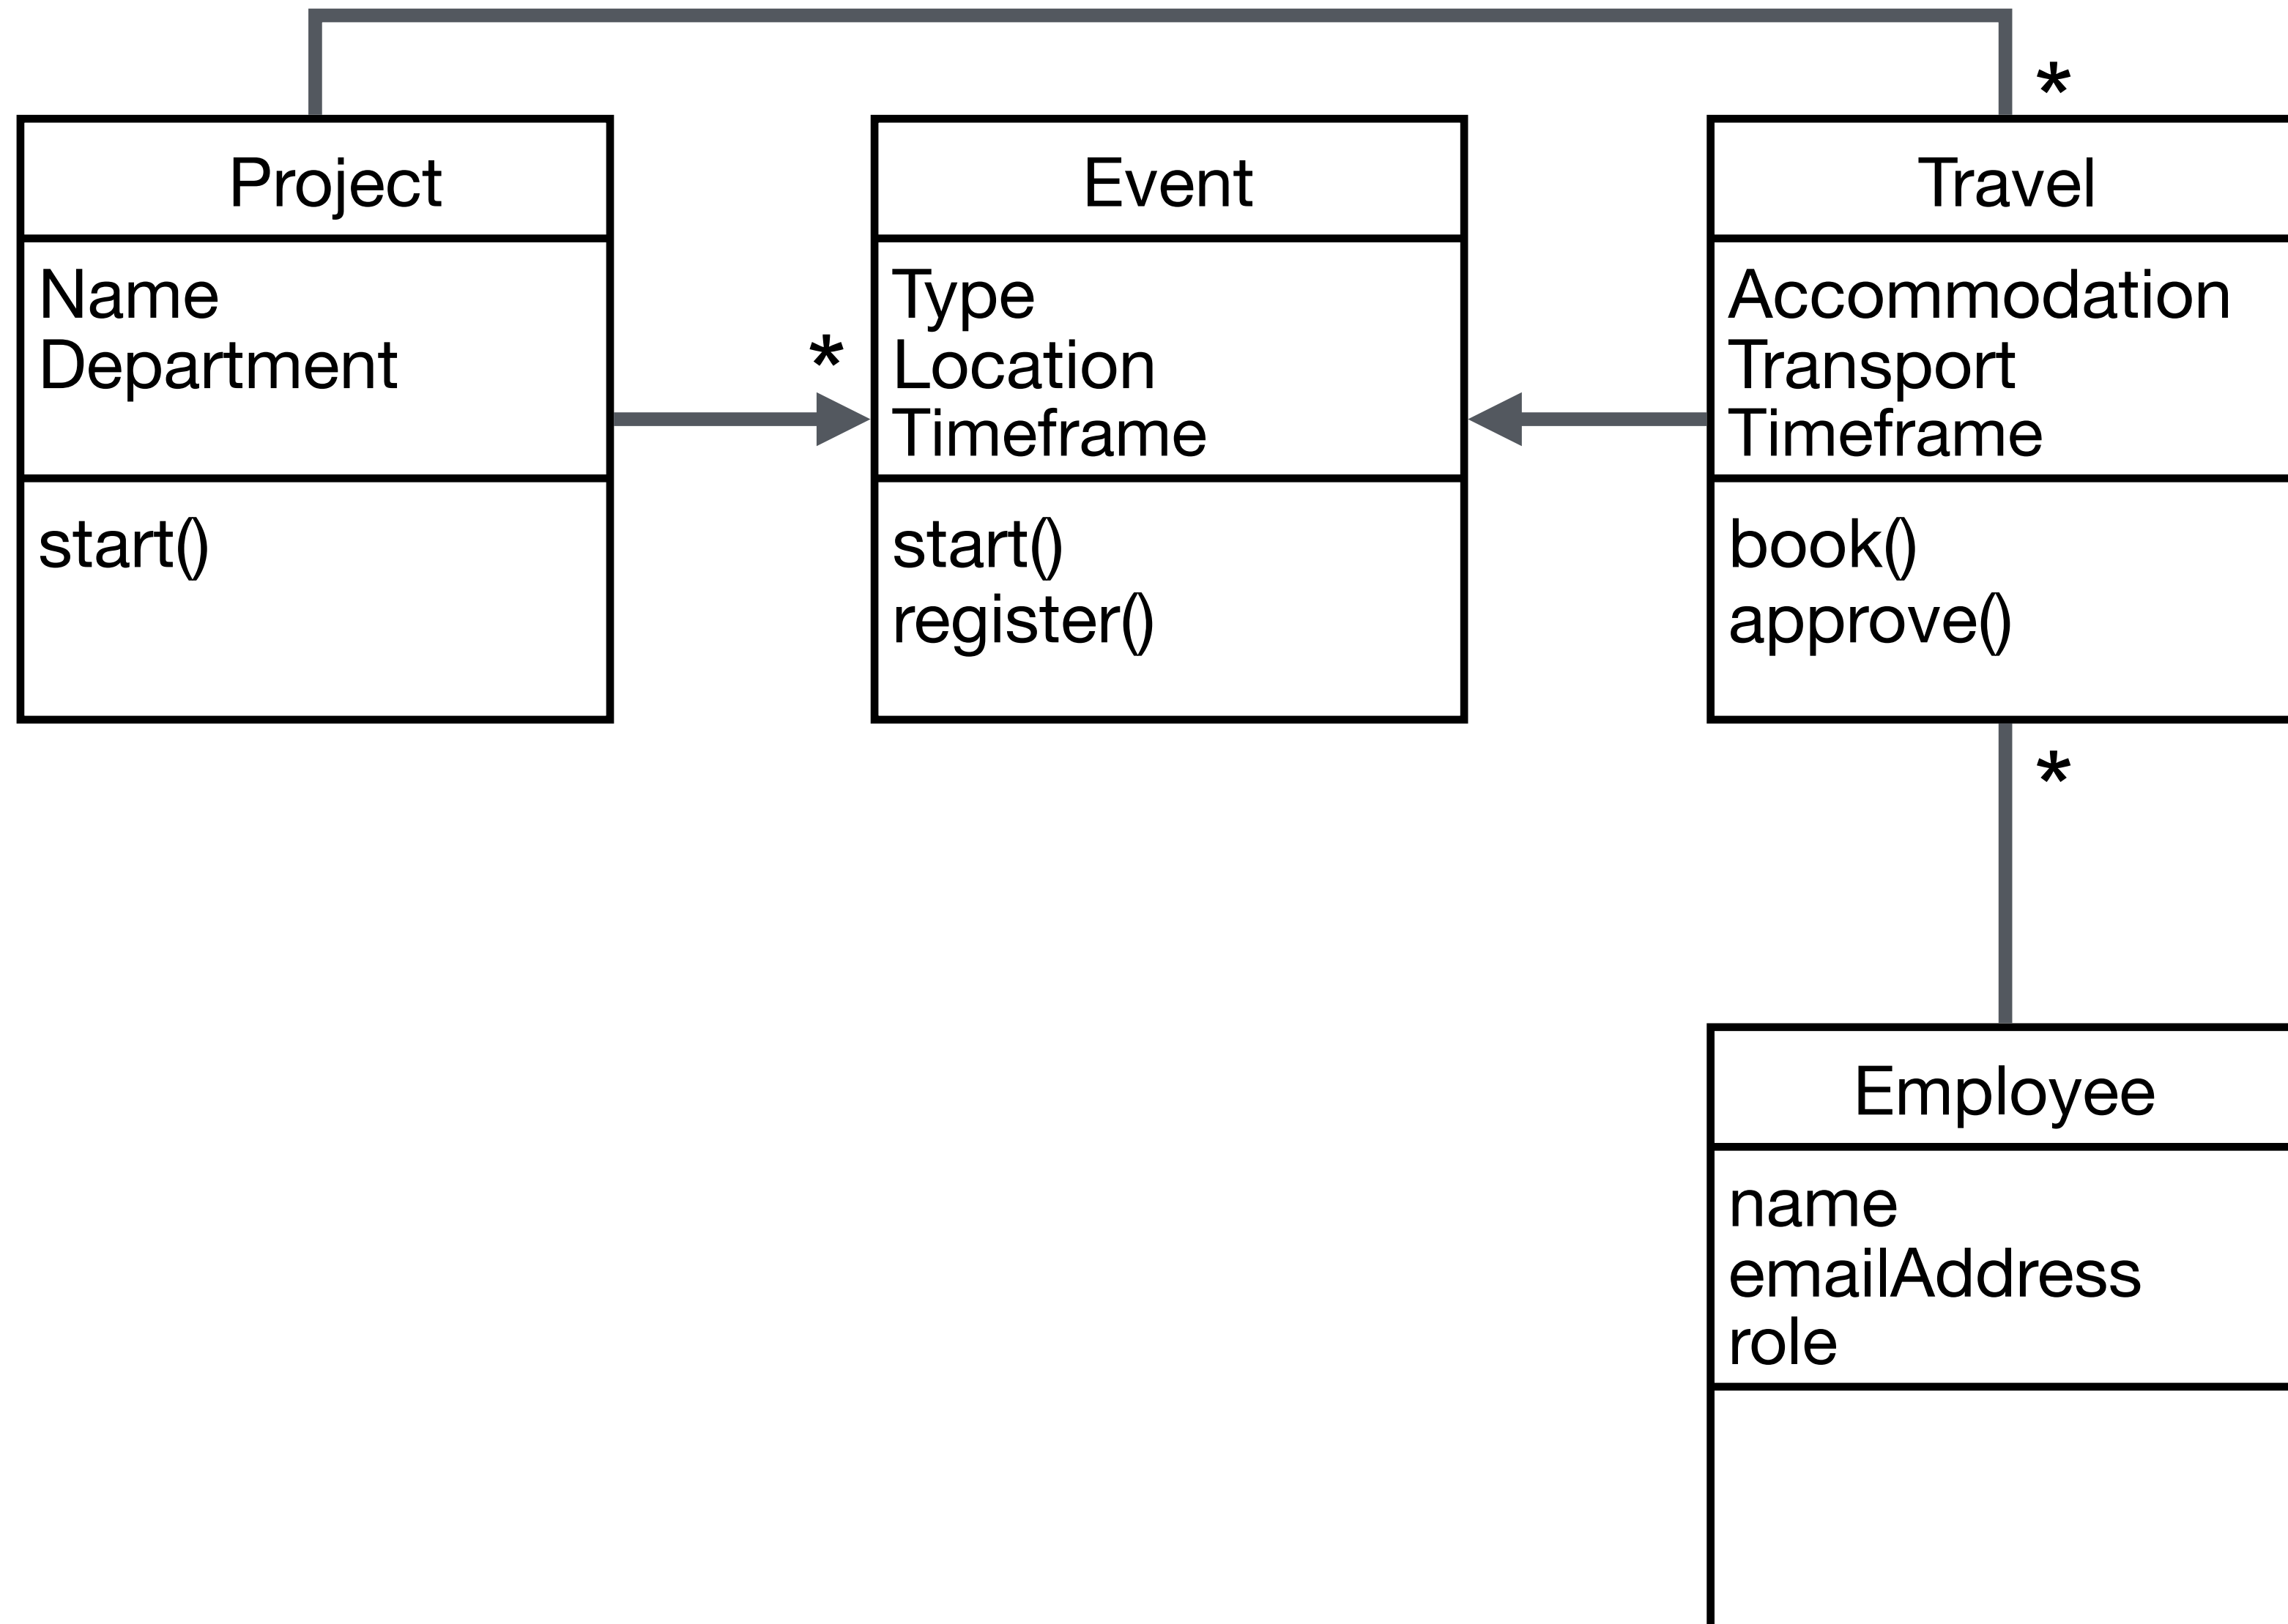 *
Project
Name
Department
start()
*
Event
Type
Location
Timeframe
start()
register()
Travel
Accommodation
Transport
Timeframe
book()
approve()
*
Employee
name
emailAddress
role